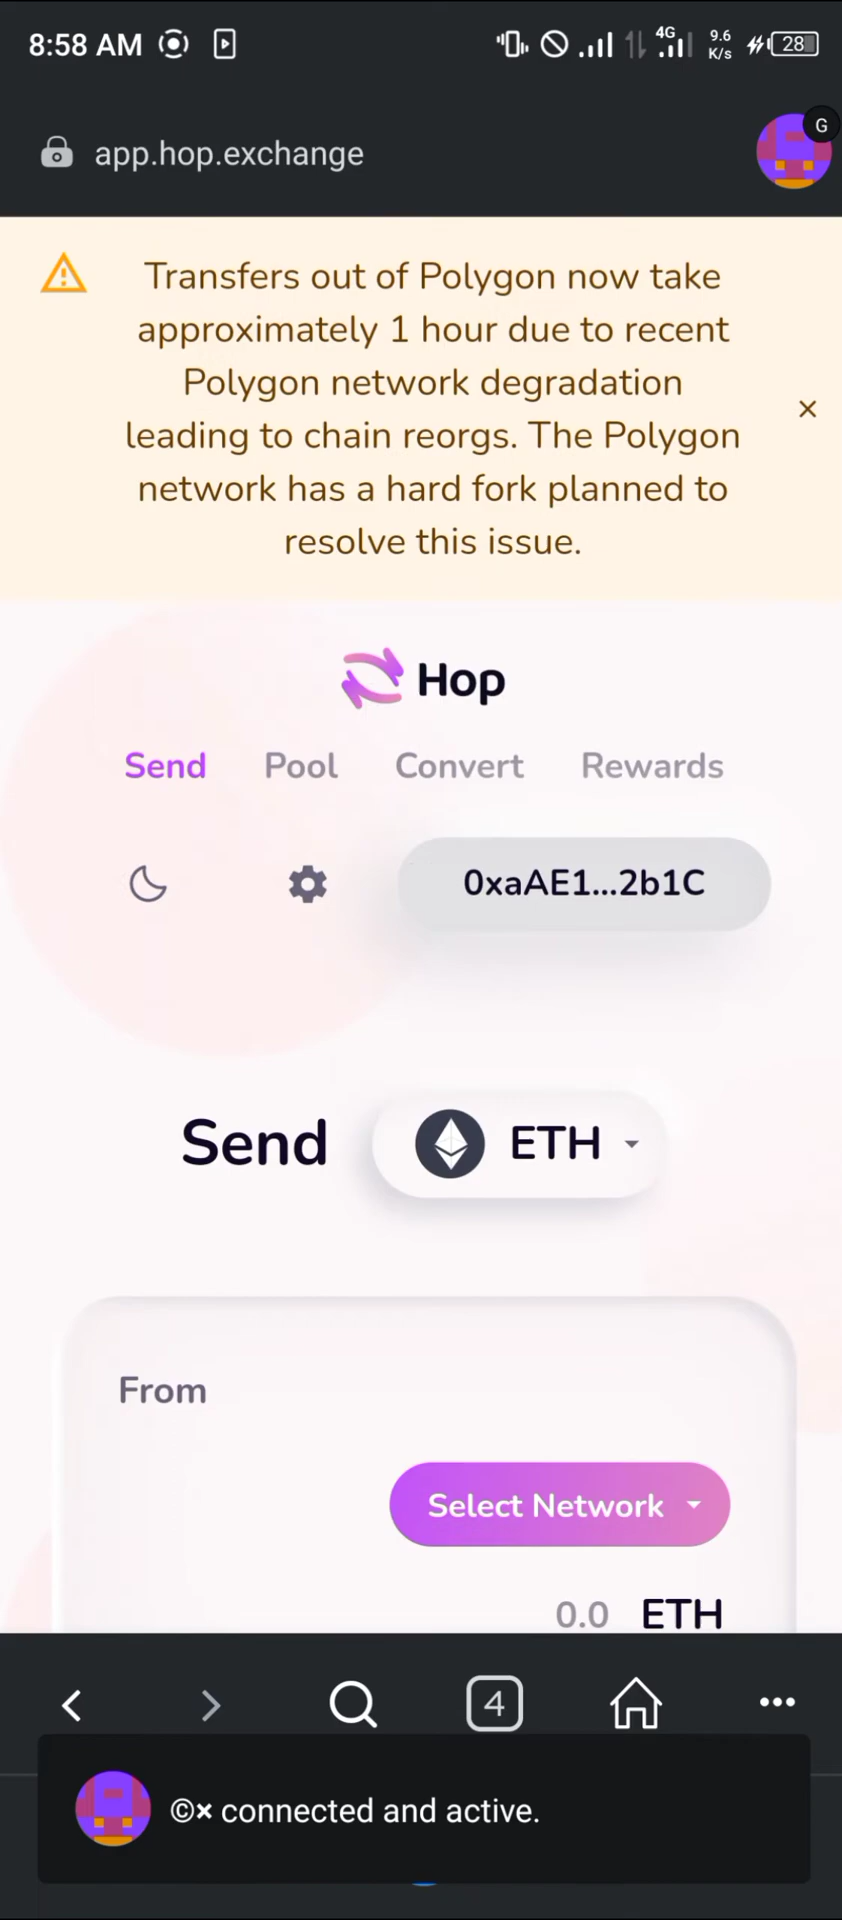 8:58 AM 4G 9.6 K/s 28
app.hop.exchange G
Transfers out of Polygon now take
approximately 1 hour due to recent
Polygon network degradation
leading to chain reorgs. The Polygon
network has a hard fork planned to
resolve this issue.
Hop
Send Pool Convert Rewards
0xaAE1...2b1C
Send ETH
From
Select Network
0.0 ETH
4
©× connected and active.